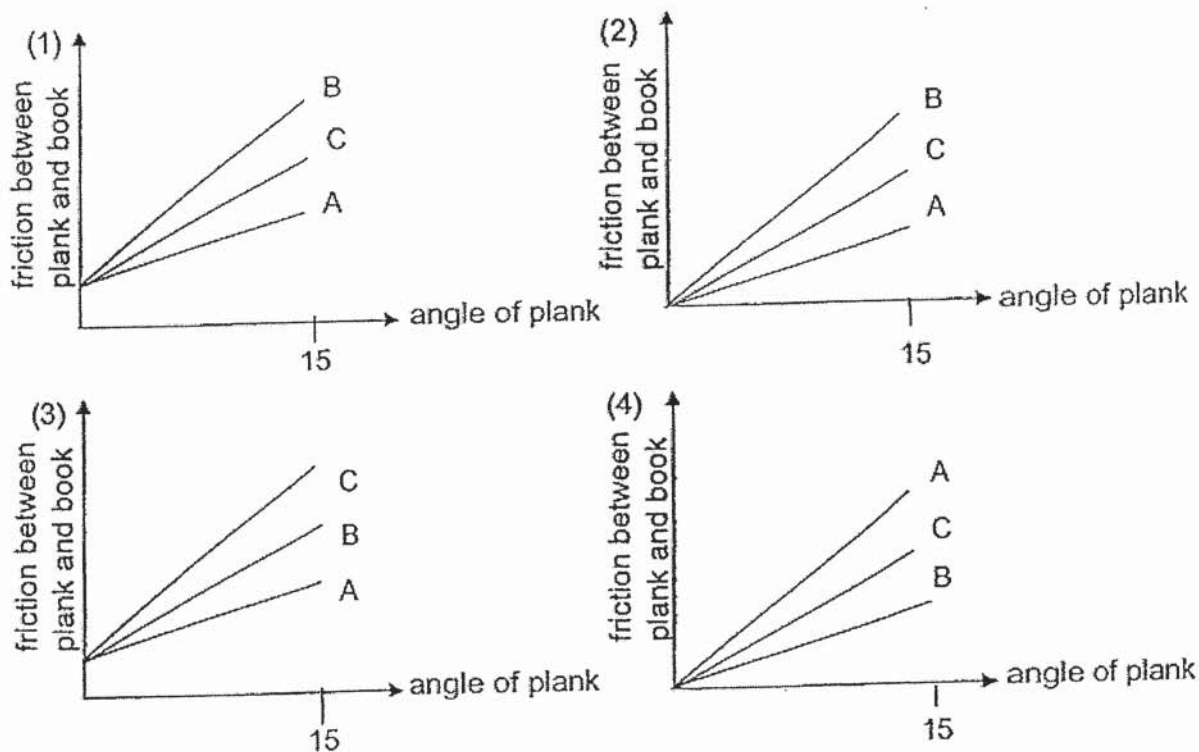 (1)
friction between
plank and book
B
C
A
angle of plank
15
(2)
friction between
plank and book
B
C
A
angle of plank
15
(3)
friction between
plank and book
C
B
A
angle of plank
15
(4)
friction between
plank and book
A
C
B
angle of plank
15